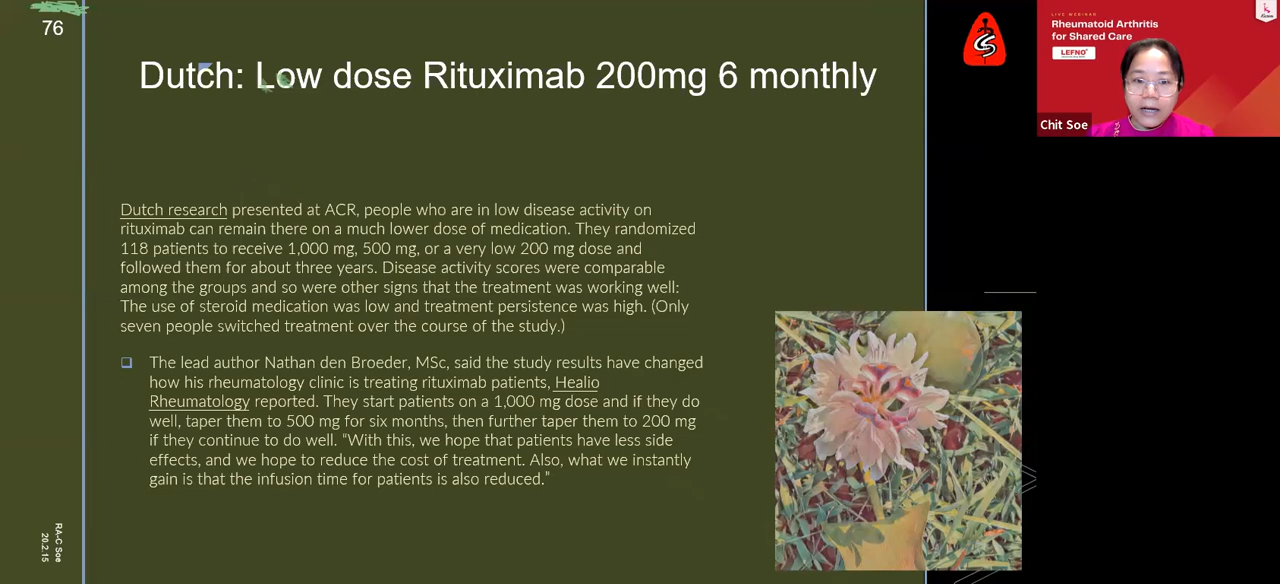 76
Dutch: Low dose Rituximab 200mg 6 monthly
Dutch research presented at ACR, people who are in low disease activity on
rituximab can remain there on a much lower dose of medication. They randomized
118 patients to receive 1,000 mg, 500 mg, or a very low 200 mg dose and
followed them for about three years. Disease activity scores were comparable
among the groups and so were other signs that the treatment was working well:
The use of steroid medication was low and treatment persistence was high. (Only
seven people switched treatment over the course of the study.)
The lead author Nathan den Broeder, MSc, said the study results have changed
how his rheumatology clinic is treating rituximab patients, Healio
Rheumatology reported. They start patients on a 1,000 mg dose and if they do
well, taper them to 500 mg for six months, then further taper them to 200 mg
if they continue to do well. “With this, we hope that patients have less side
effects, and we hope to reduce the cost of treatment. Also, what we instantly
gain is that the infusion time for patients is also reduced.”
RA-C Soe
20.2.15
LIVE WEBINAR
Rheumatoid Arthritis
for Shared Care
LEFNO
Chit Soe